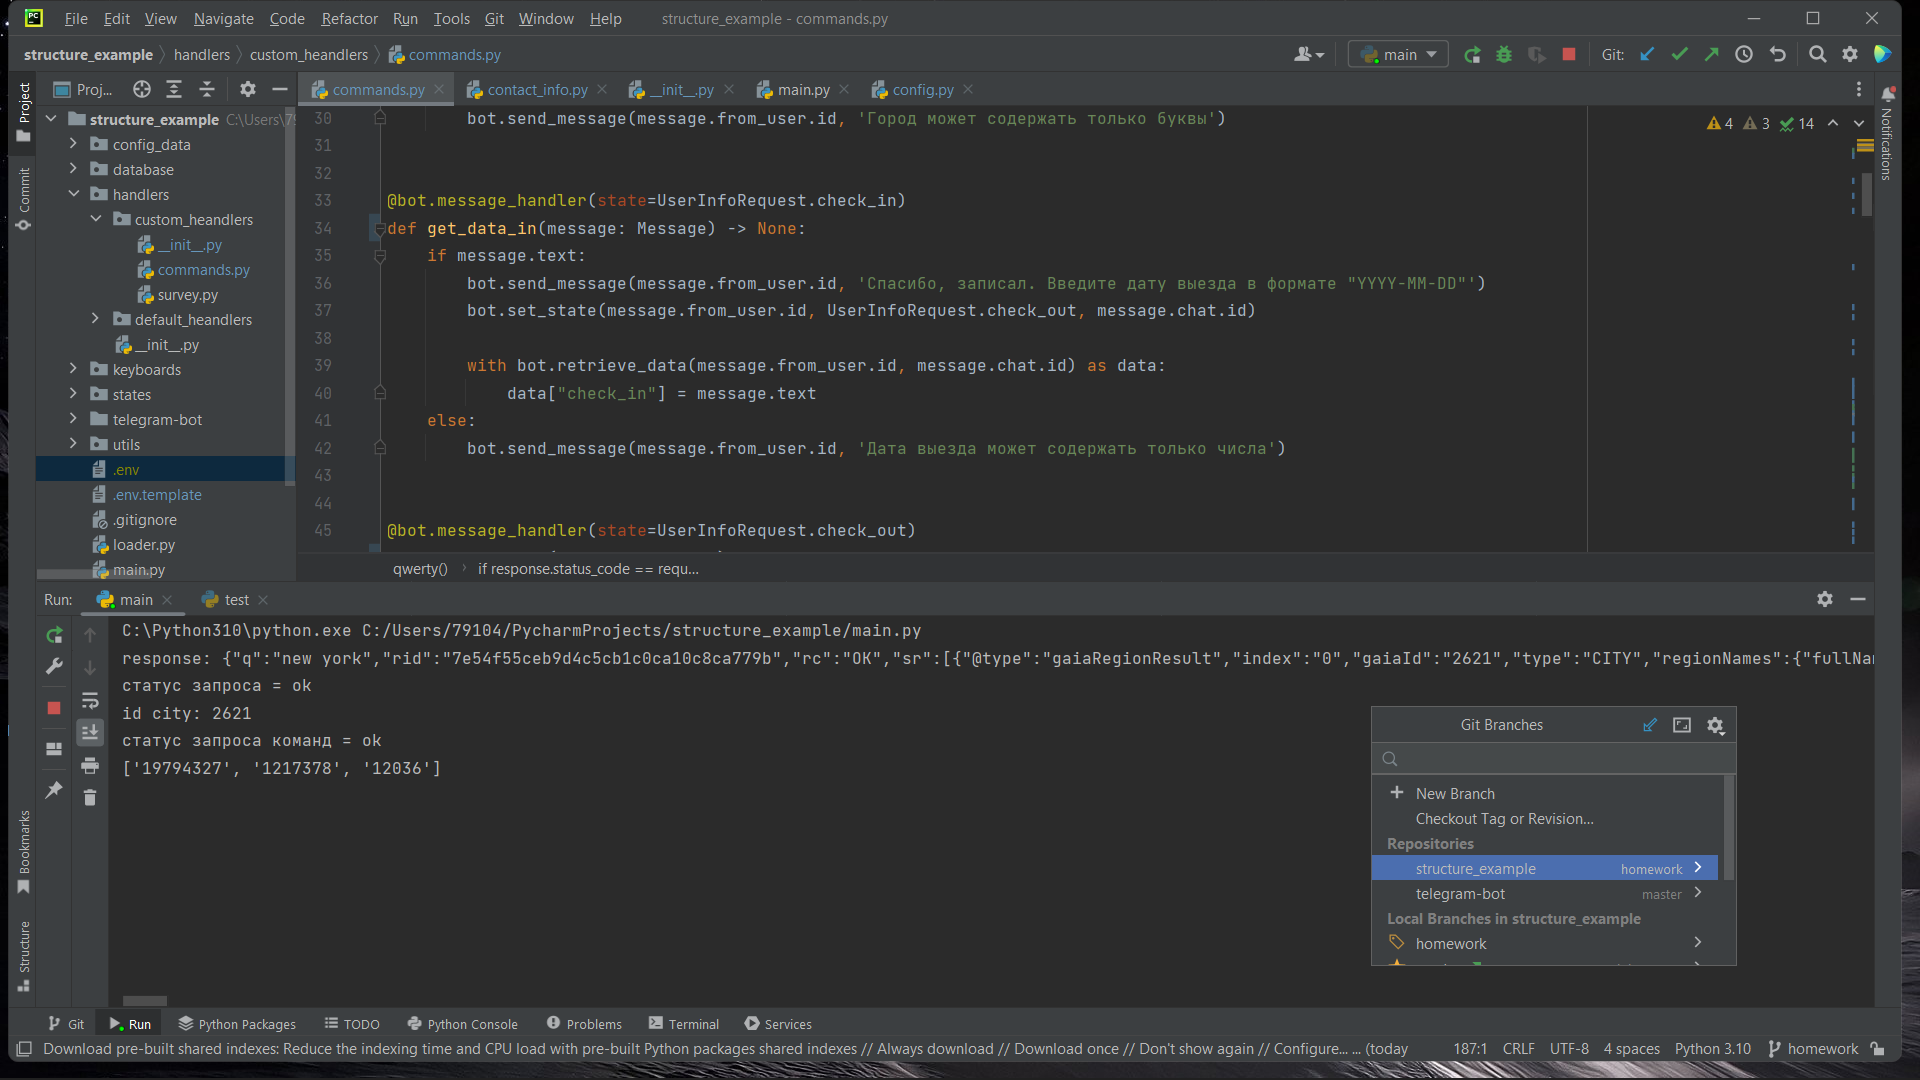 PC File Edit View Navigate Code Refactor Run Tools Git Window Help structure_example - commands.py
structure_example handlers custom_heandlers commands.py main Git:
Project
Commit
Bookmarks
Structure
Notifications
Proj...
structure_example C:\Users\79
config_data
database
handlers
custom_heandlers
__init__.py
commands.py
survey.py
default_heandlers
__init__.py
keyboards
states
telegram-bot
utils
.env
.env.template
.gitignore
loader.py
main.py
commands.py contact_info.py __init__.py main.py config.py
4 3 14
30 bot.send_message(message.from_user.id, 'Город может содержать только буквы')
31
32
33 @bot.message_handler(state=UserInfoRequest.check_in)
34 def get_data_in(message: Message) -> None:
35 if message.text:
36 bot.send_message(message.from_user.id, 'Спасибо, записал. Введите дату выезда в формате "YYYY-MM-DD"')
37 bot.set_state(message.from_user.id, UserInfoRequest.check_out, message.chat.id)
38
39 with bot.retrieve_data(message.from_user.id, message.chat.id) as data:
40 data["check_in"] = message.text
41 else:
42 bot.send_message(message.from_user.id, 'Дата выезда может содержать только числа')
43
44
45 @bot.message_handler(state=UserInfoRequest.check_out)
qwerty() if response.status_code == requ...
Run: main test
C:\Python310\python.exe C:/Users/79104/PycharmProjects/structure_example/main.py
response: {"q":"new york","rid":"7e54f55ceb9d4c5cb1c0ca10c8ca779b","rc":"OK","sr":[{"@type":"gaiaRegionResult","index":"0","gaiaId":"2621","type":"CITY","regionNames":{"fullNa
статус запроса = ok
id city: 2621
статус запроса команд = ok
['19794327', '1217378', '12036']
Git Branches
New Branch
Checkout Tag or Revision...
Repositories
structure_example homework
telegram-bot master
Local Branches in structure_example
homework
Git Run Python Packages TODO Python Console Problems Terminal Services
Download pre-built shared indexes: Reduce the indexing time and CPU load with pre-built Python packages shared indexes // Always download // Download once // Don't show again // Configure... ... (today 187:1 CRLF UTF-8 4 spaces Python 3.10 homework